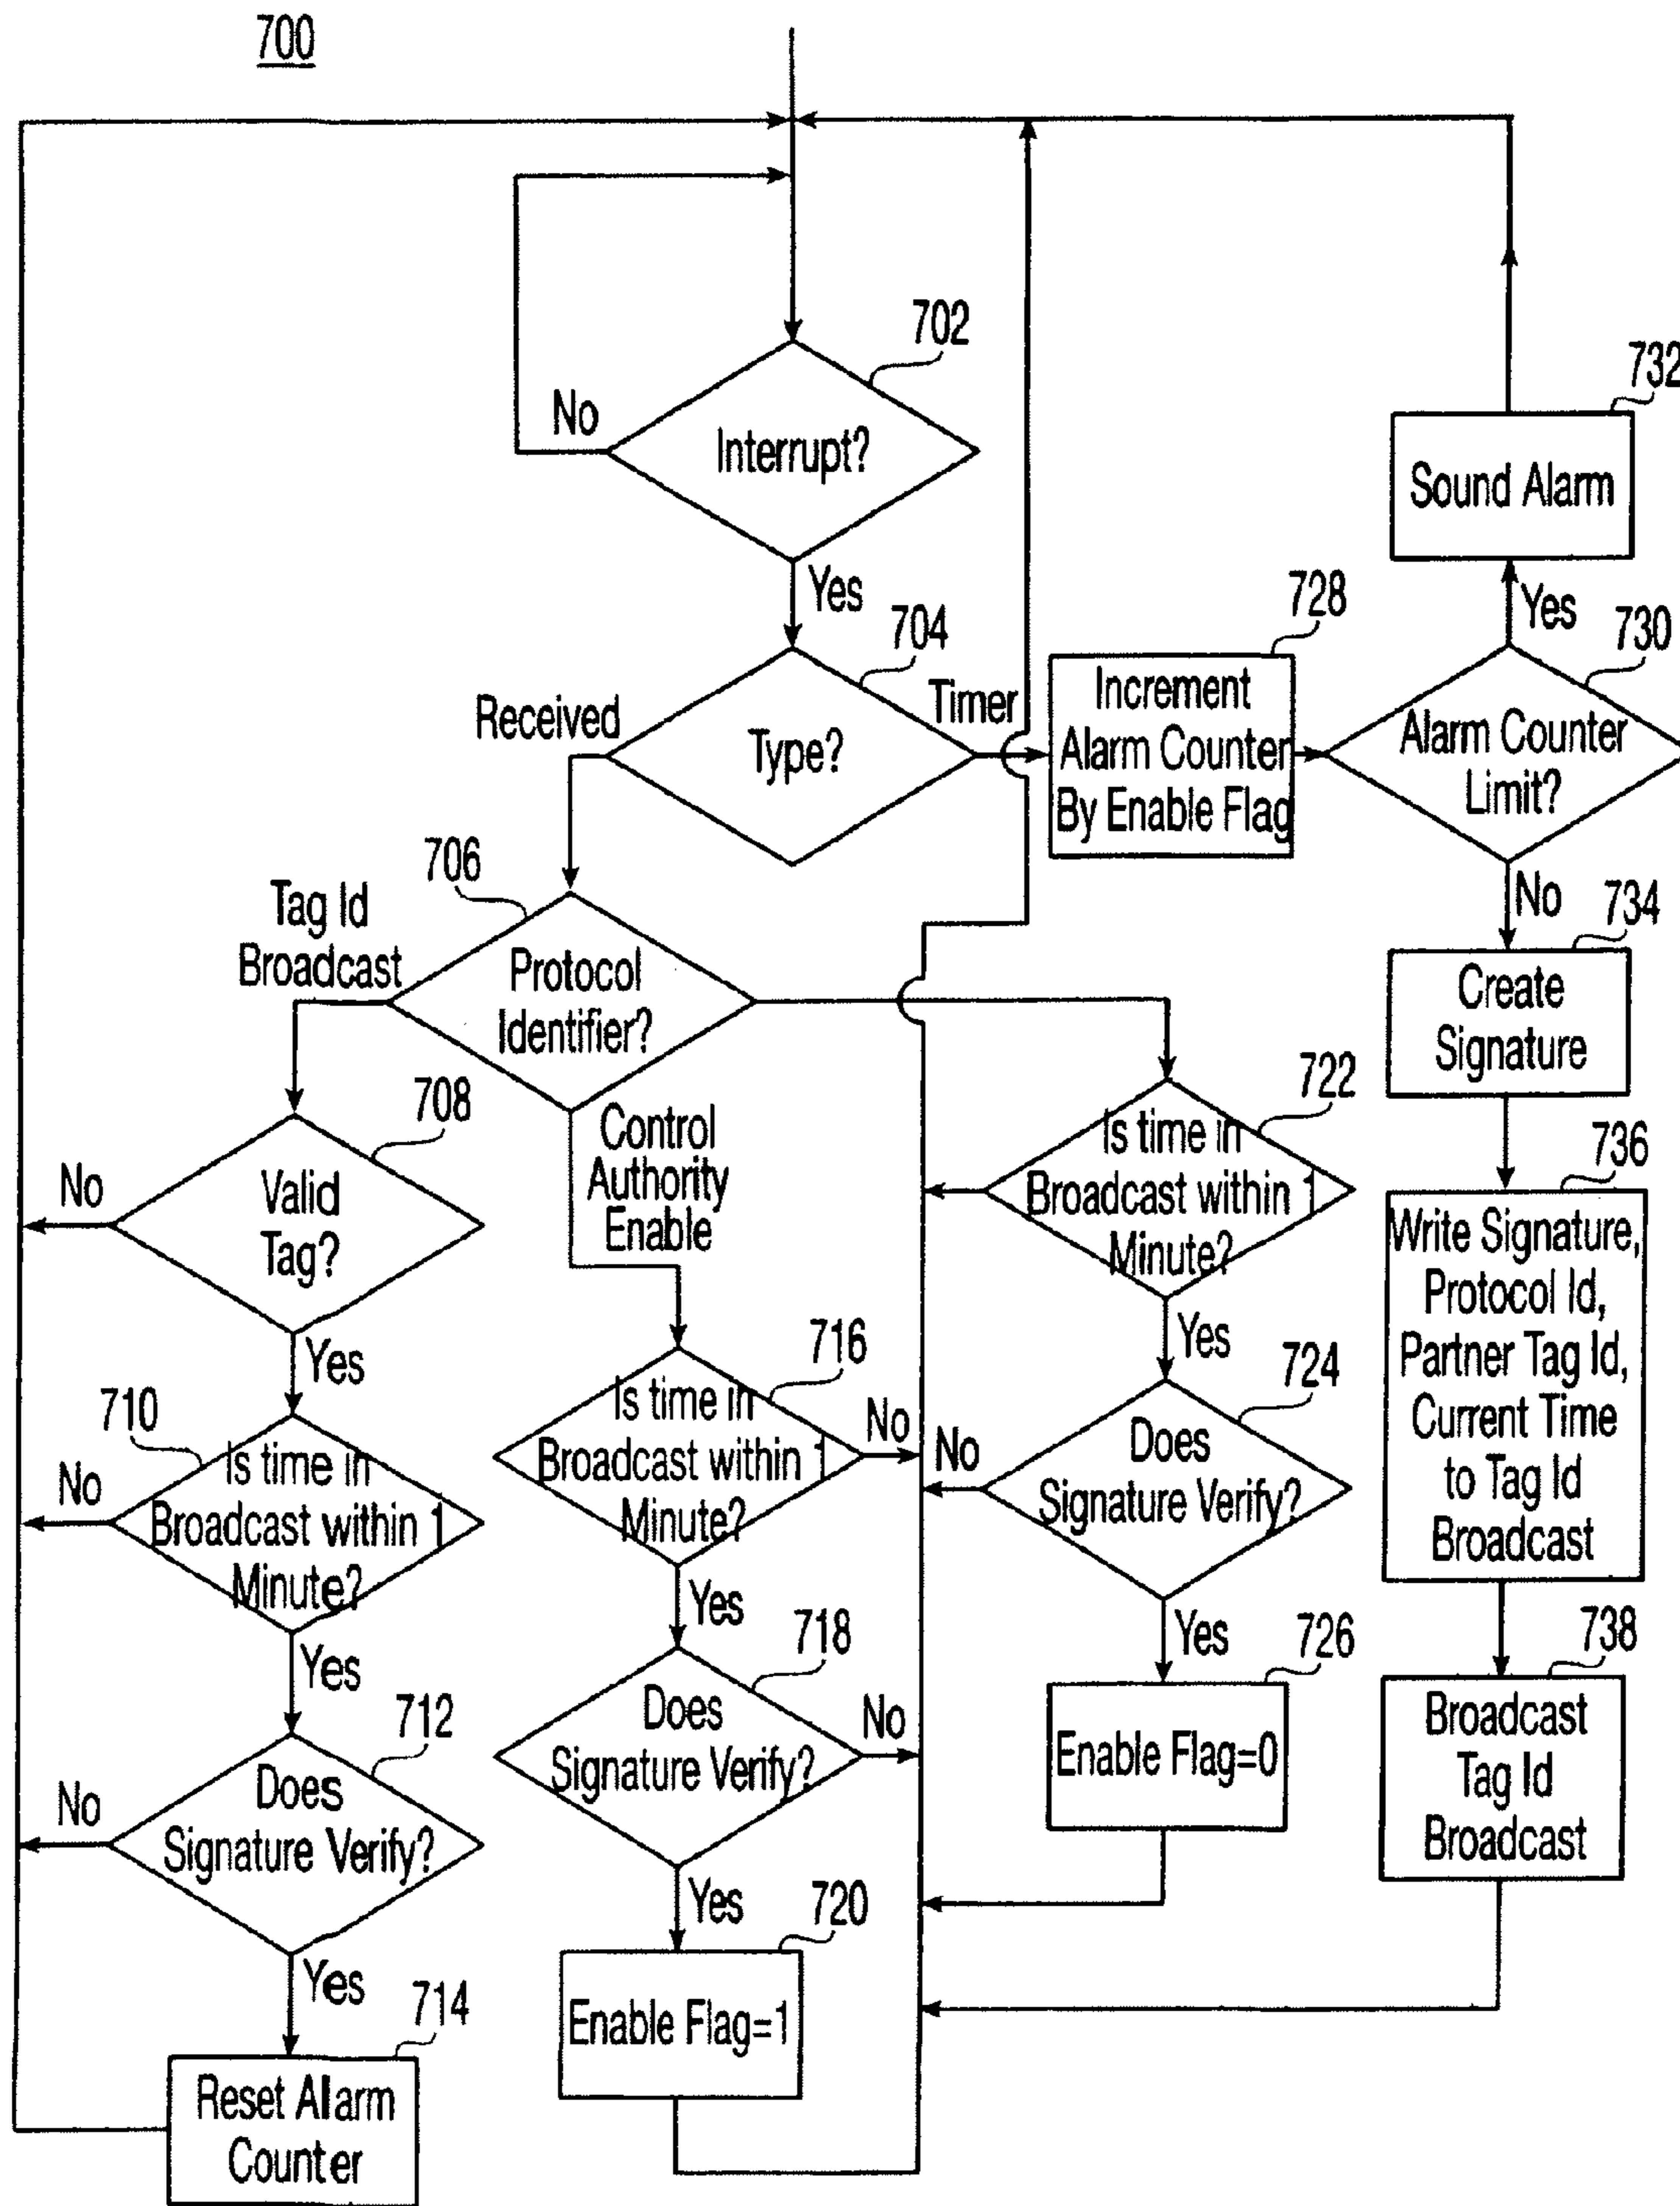 700
702
No
Interrupt?
732
Sound Alarm
Yes
704
728
Yes
730
Received
Timer
Type?
Increment
Alarm Counter
By Enable Flag
Alarm Counter
Limit?
706
No
734
Tag Id
Broadcast
Protocol
Identifier?
Create
Signature
708
Control
Authority
Enable
722
Is time in
Broadcast within 1
Minute?
736
No
Valid
Tag?
Write Signature,
Protocol Id,
Partner Tag Id,
Current Time
to Tag Id
Broadcast
Yes
716
Yes
724
710
Is time in
Broadcast within 1
Minute?
No
No
Does
Signature Verify?
No
Is time in
Broadcast within 1
Minute?
Yes
718
Yes
726
738
Yes
712
Does
Signature Verify?
No
Enable Flag=0
Broadcast
Tag Id
Broadcast
No
Does
Signature Verify?
Yes
720
Yes
714
Enable Flag=1
Reset Alarm
Counter